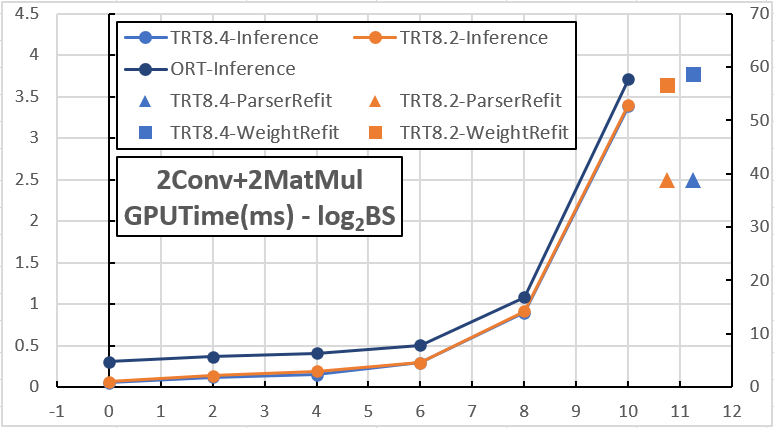 4.5
4
3.5
3
2.5
2
1.5
1
0.5
0
70
60
50
40
30
20
10
0
TRT8.4-Inference TRT8.2-Inference
ORT-Inference
TRT8.4-ParserRefit TRT8.2-ParserRefit
TRT8.4-WeightRefit TRT8.2-WeightRefit
2Conv+2MatMul
GPUTime(ms) - log₂BS
-1 0 1 2 3 4 5 6 7 8 9 10 11 12